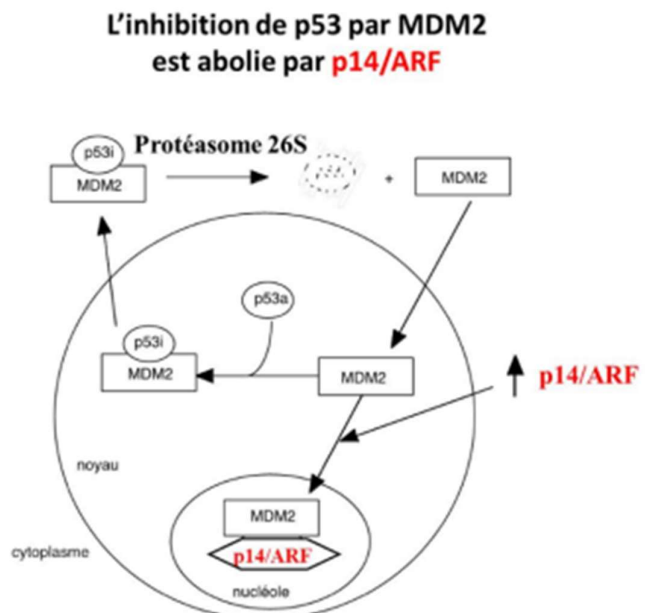 L'inhibition de p53 par MDM2
est abolie par p14/ARF
p53i
MDM2
Protéasome 26S
+
MDM2
p53a
p53i
MDM2
MDM2
p14/ARF
noyau
MDM2
p14/ARF
nucléole
cytoplasme